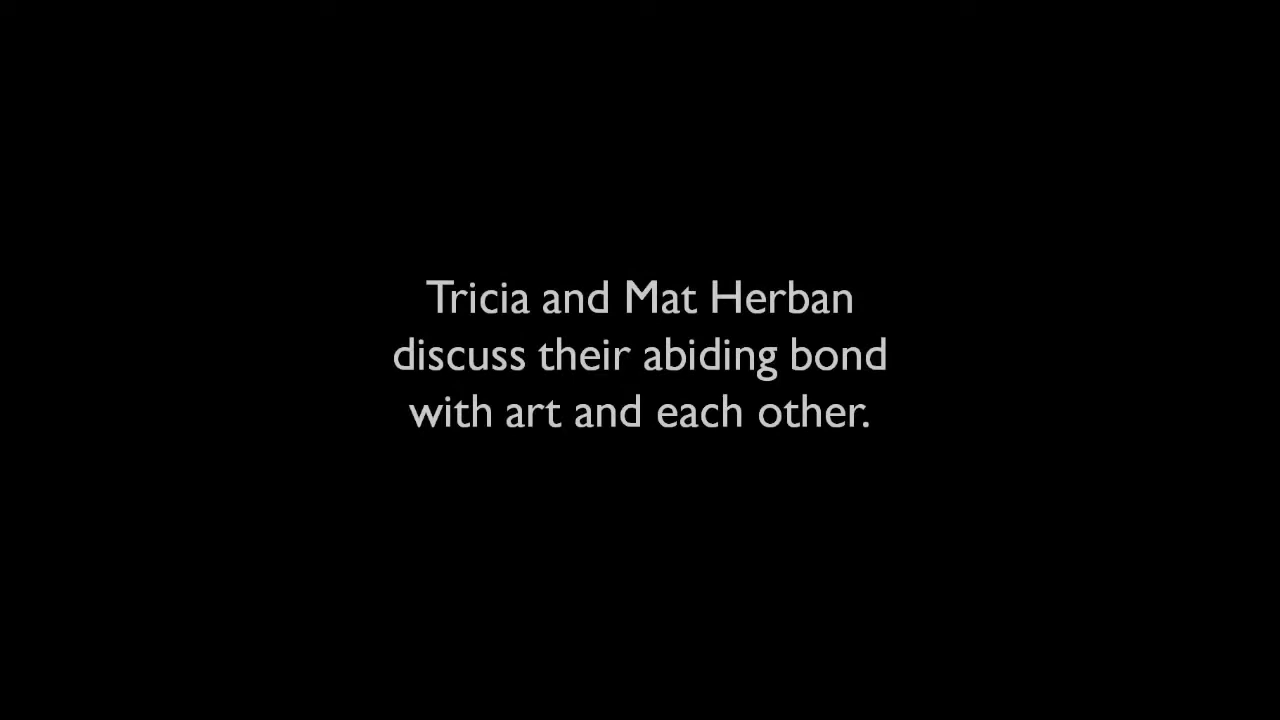 Tricia and Mat Herban
discuss their abiding bond
with art and each other.